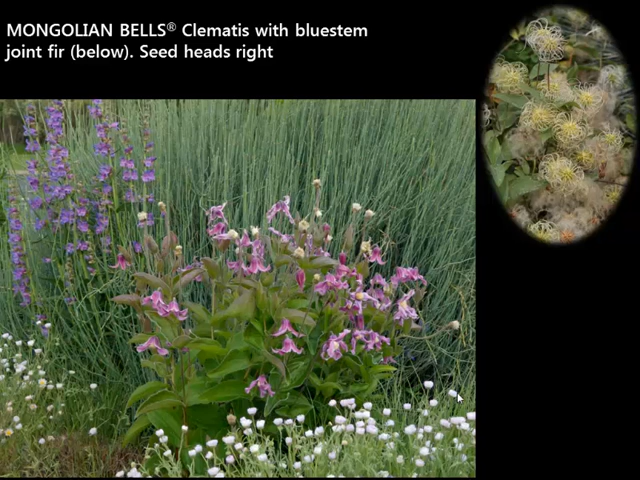 MONGOLIAN BELLS® Clematis with bluestem
joint fir (below). Seed heads right